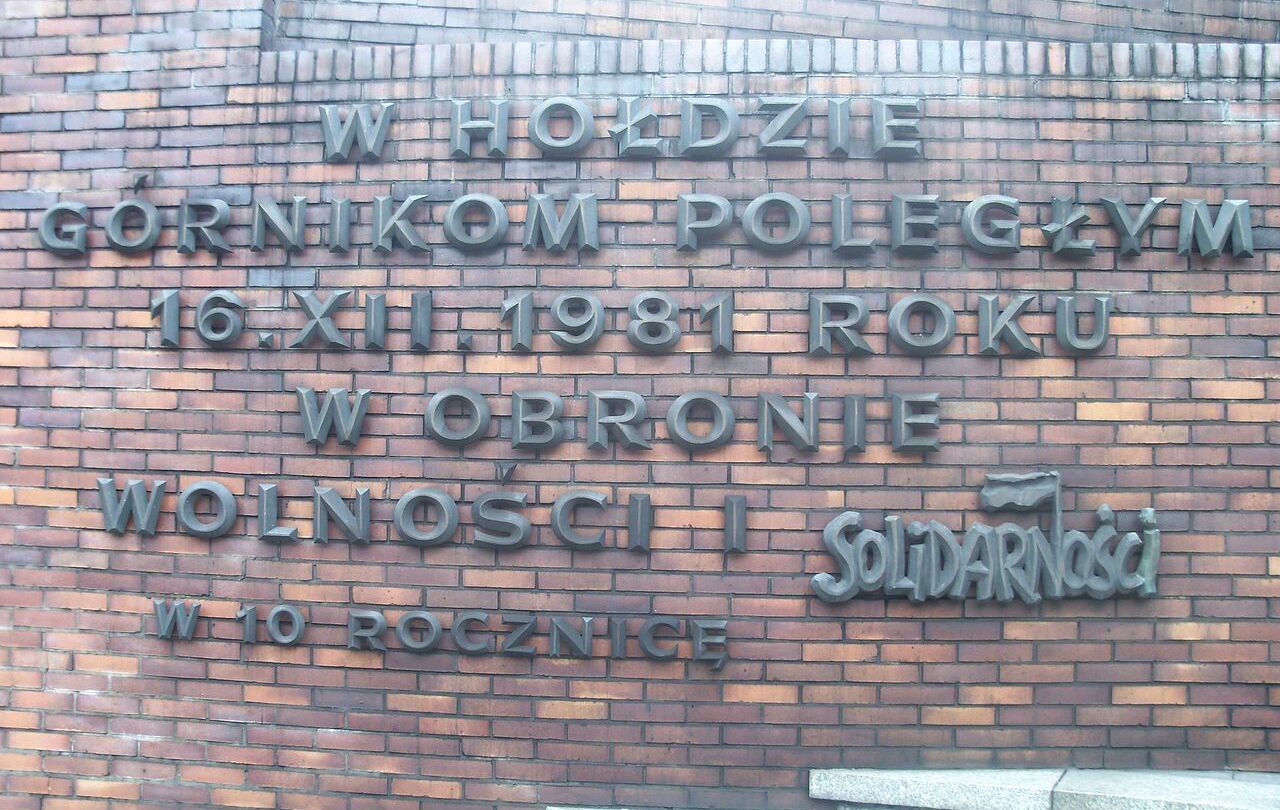 W HOŁDZIE
GÓRNIKOM POLEGŁYM
16.XII.1981 ROKU
W OBRONIE
WOLNOŚCI I SOLiDARNOŚCi
W 10 ROCZNICĘ